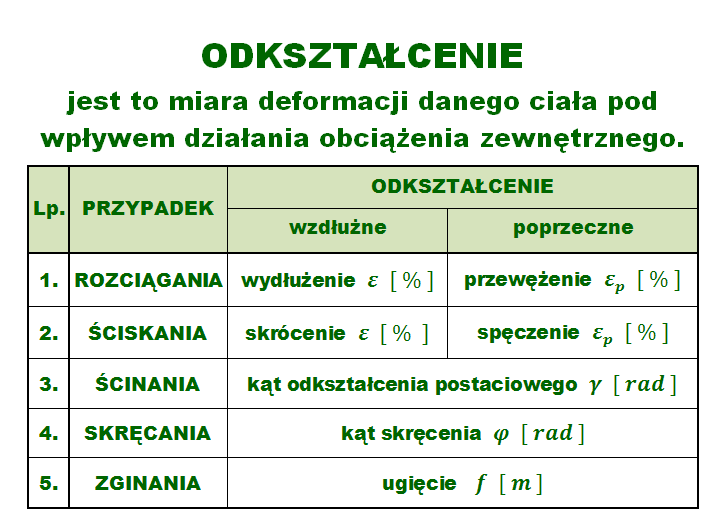 ODKSZTAŁCENIE
jest to miara deformacji danego ciała pod
wpływem działania obciążenia zewnętrznego.
Lp. PRZYPADEK ODKSZTAŁCENIE
wzdłużne poprzeczne
1. ROZCIĄGANIA wydłużenie ε [ % ] przewężenie εₚ [ % ]
2. ŚCISKANIA skrócenie ε [ % ] spęczenie εₚ [ % ]
3. ŚCINANIA kąt odkształcenia postaciowego γ [ rad ]
4. SKRĘCANIA kąt skręcenia φ [ rad ]
5. ZGINANIA ugięcie f [ m ]